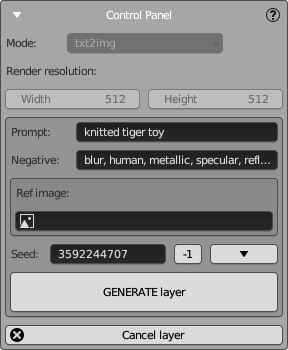 Control Panel
Mode: txt2img
Render resolution:
Width 512 Height 512
Prompt: knitted tiger toy
Negative: blur, human, metallic, specular, refl...
Ref image:
Seed: 3592244707 -1
GENERATE layer
Cancel layer